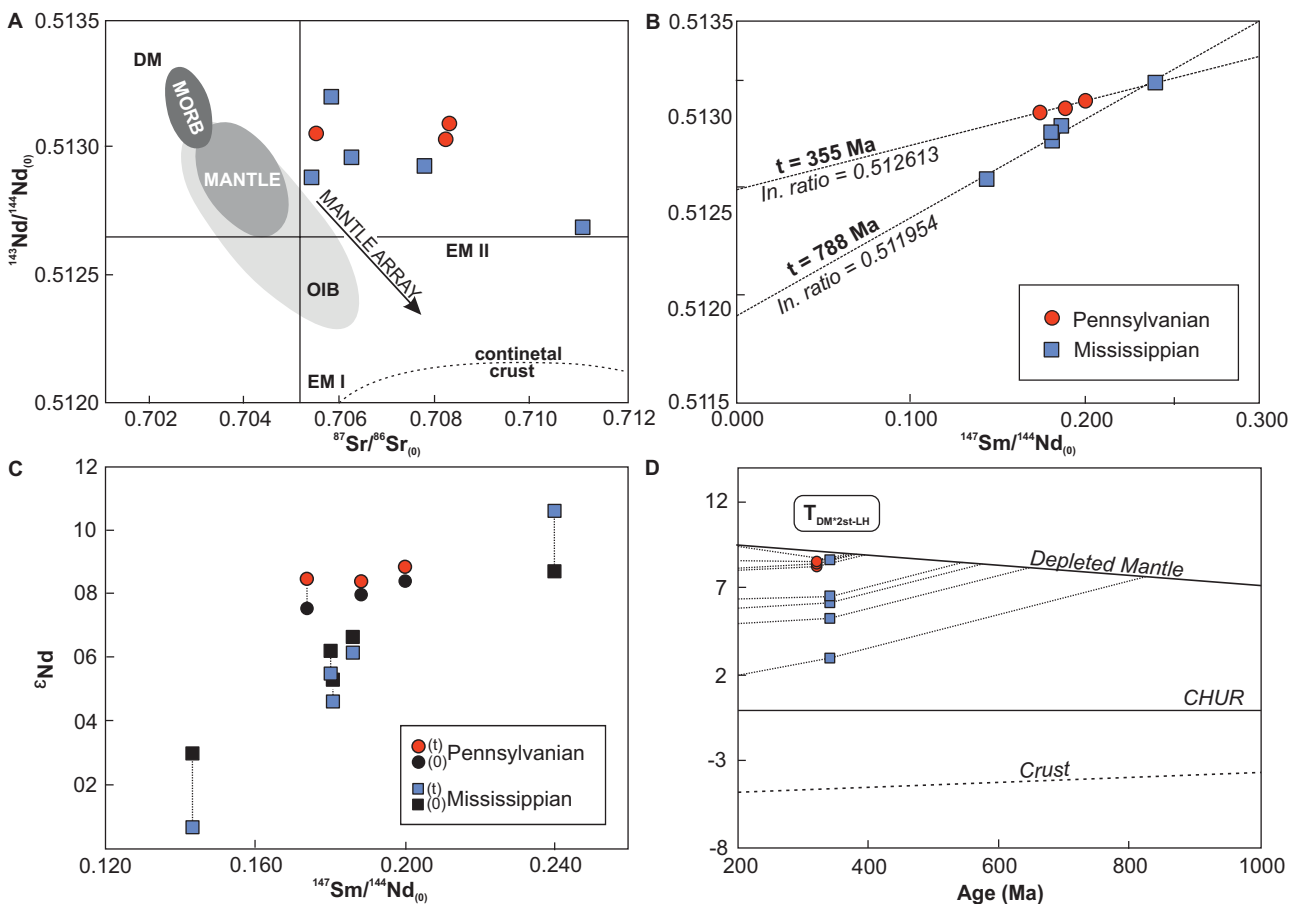 A
0.5135
0.5130
0.5125
0.5120
143Nd/144Nd(0)
DM
MORB
MANTLE
MANTLE ARRAY
EM II
OIB
EM I
continetal
crust
0.702
0.704
0.706
0.708
0.710
0.712
87Sr/86Sr(0)
B
0.5135
0.5130
0.5125
0.5120
0.5115
t = 355 Ma
In. ratio = 0.512613
t = 788 Ma
In. ratio = 0.511954
Pennsylvanian
Mississippian
0.000
0.100
0.200
0.300
147Sm/144Nd(0)
C
12
10
08
06
04
02
εNd
(t)
(0)
Pennsylvanian
(t)
(0)
Mississippian
0.120
0.160
0.200
0.240
147Sm/144Nd(0)
D
12
7
2
-3
-8
TDM*2st-LH
Depleted Mantle
CHUR
Crust
200
400
600
800
1000
Age (Ma)